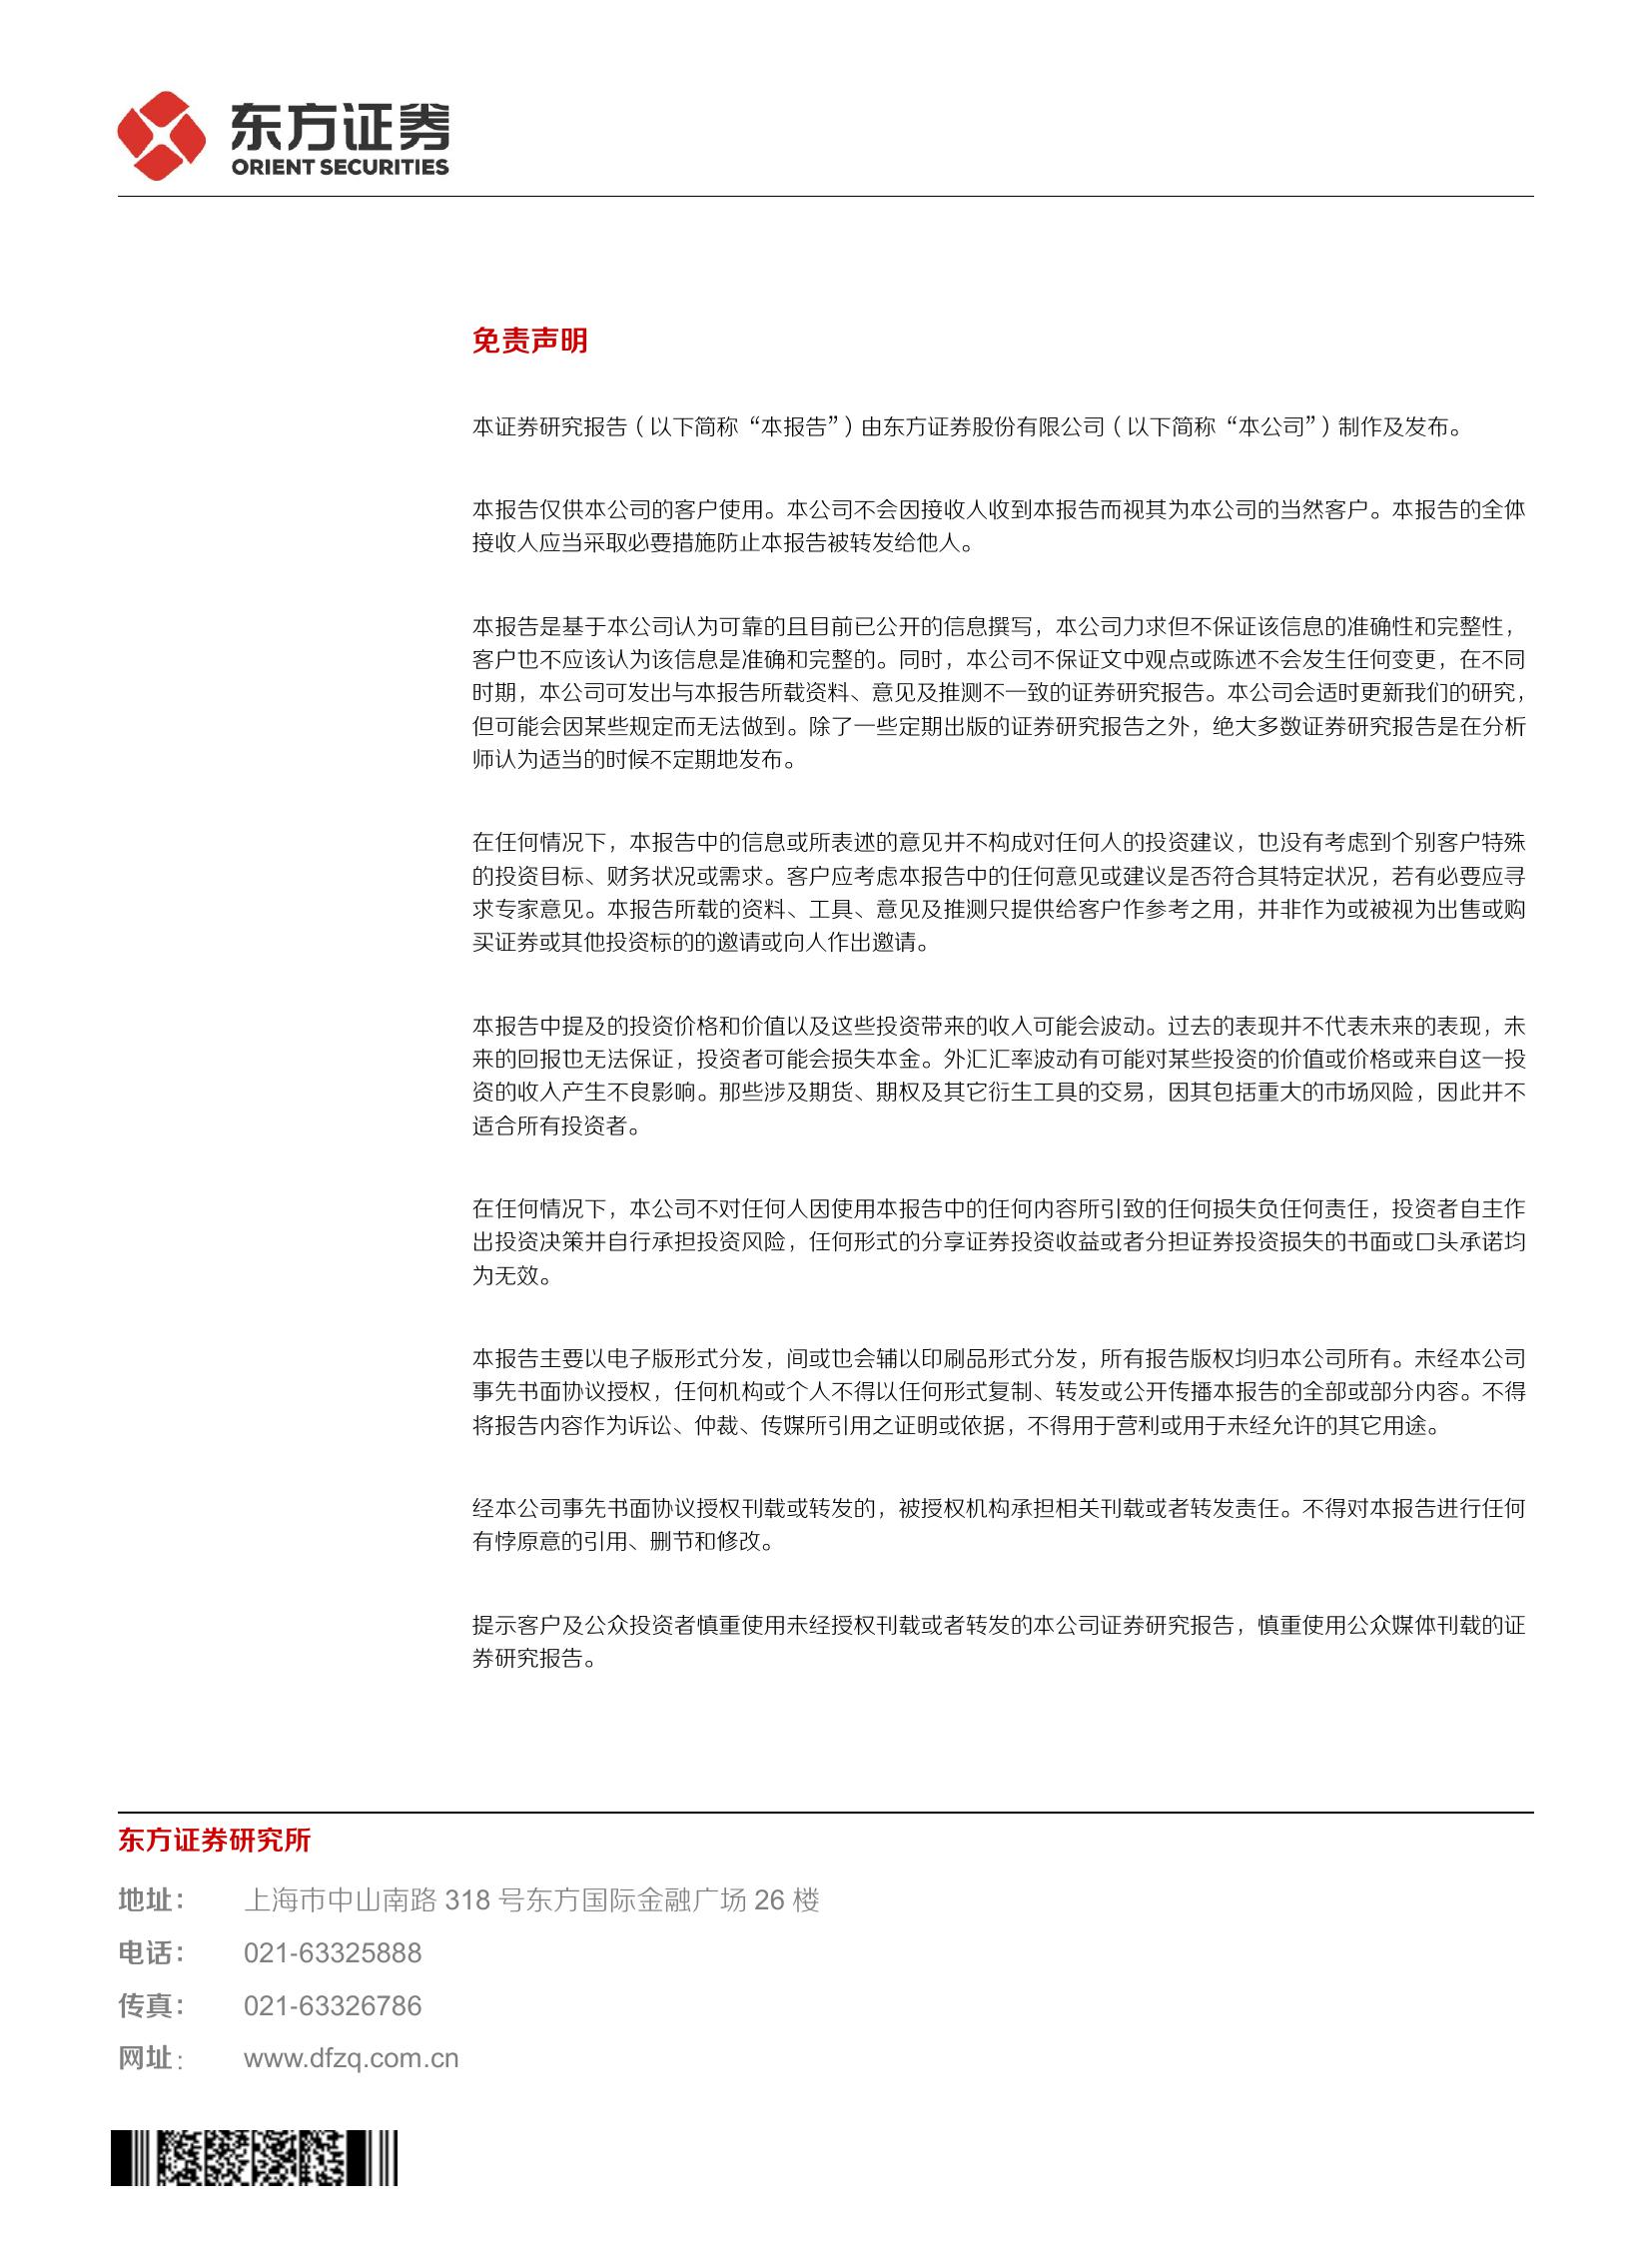 东方证券
ORIENT SECURITIES
免责声明
本证券研究报告（以下简称“本报告”）由东方证券股份有限公司（以下简称“本公司”）制作及发布。
本报告仅供本公司的客户使用。本公司不会因接收人收到本报告而视其为本公司的当然客户。本报告的全体
接收人应当采取必要措施防止本报告被转发给他人。
本报告是基于本公司认为可靠的且目前已公开的信息撰写，本公司力求但不保证该信息的准确性和完整性，
客户也不应该认为该信息是准确和完整的。同时，本公司不保证文中观点或陈述不会发生任何变更，在不同
时期，本公司可发出与本报告所载资料、意见及推测不一致的证券研究报告。本公司会适时更新我们的研究，
但可能会因某些规定而无法做到。除了一些定期出版的证券研究报告之外，绝大多数证券研究报告是在分析
师认为适当的时候不定期地发布。
在任何情况下，本报告中的信息或所表述的意见并不构成对任何人的投资建议，也没有考虑到个别客户特殊
的投资目标、财务状况或需求。客户应考虑本报告中的任何意见或建议是否符合其特定状况，若有必要应寻
求专家意见。本报告所载的资料、工具、意见及推测只提供给客户作参考之用，并非作为或被视为出售或购
买证券或其他投资标的的邀请或向人作出邀请。
本报告中提及的投资价格和价值以及这些投资带来的收入可能会波动。过去的表现并不代表未来的表现，未
来的回报也无法保证，投资者可能会损失本金。外汇汇率波动有可能对某些投资的价值或价格或来自这一投
资的收入产生不良影响。那些涉及期货、期权及其它衍生工具的交易，因其包括重大的市场风险，因此并不
适合所有投资者。
在任何情况下，本公司不对任何人因使用本报告中的任何内容所引致的任何损失负任何责任，投资者自主作
出投资决策并自行承担投资风险，任何形式的分享证券投资收益或者分担证券投资损失的书面或口头承诺均
为无效。
本报告主要以电子版形式分发，间或也会辅以印刷品形式分发，所有报告版权均归本公司所有。未经本公司
事先书面协议授权，任何机构或个人不得以任何形式复制、转发或公开传播本报告的全部或部分内容。不得
将报告内容作为诉讼、仲裁、传媒所引用之证明或依据，不得用于营利或用于未经允许的其它用途。
经本公司事先书面协议授权刊载或转发的，被授权机构承担相关刊载或者转发责任。不得对本报告进行任何
有悖原意的引用、删节和修改。
提示客户及公众投资者慎重使用未经授权刊载或者转发的本公司证券研究报告，慎重使用公众媒体刊载的证
券研究报告。
东方证券研究所
地址： 上海市中山南路 318 号东方国际金融广场 26 楼
电话： 021-63325888
传真： 021-63326786
网址： www.dfzq.com.cn